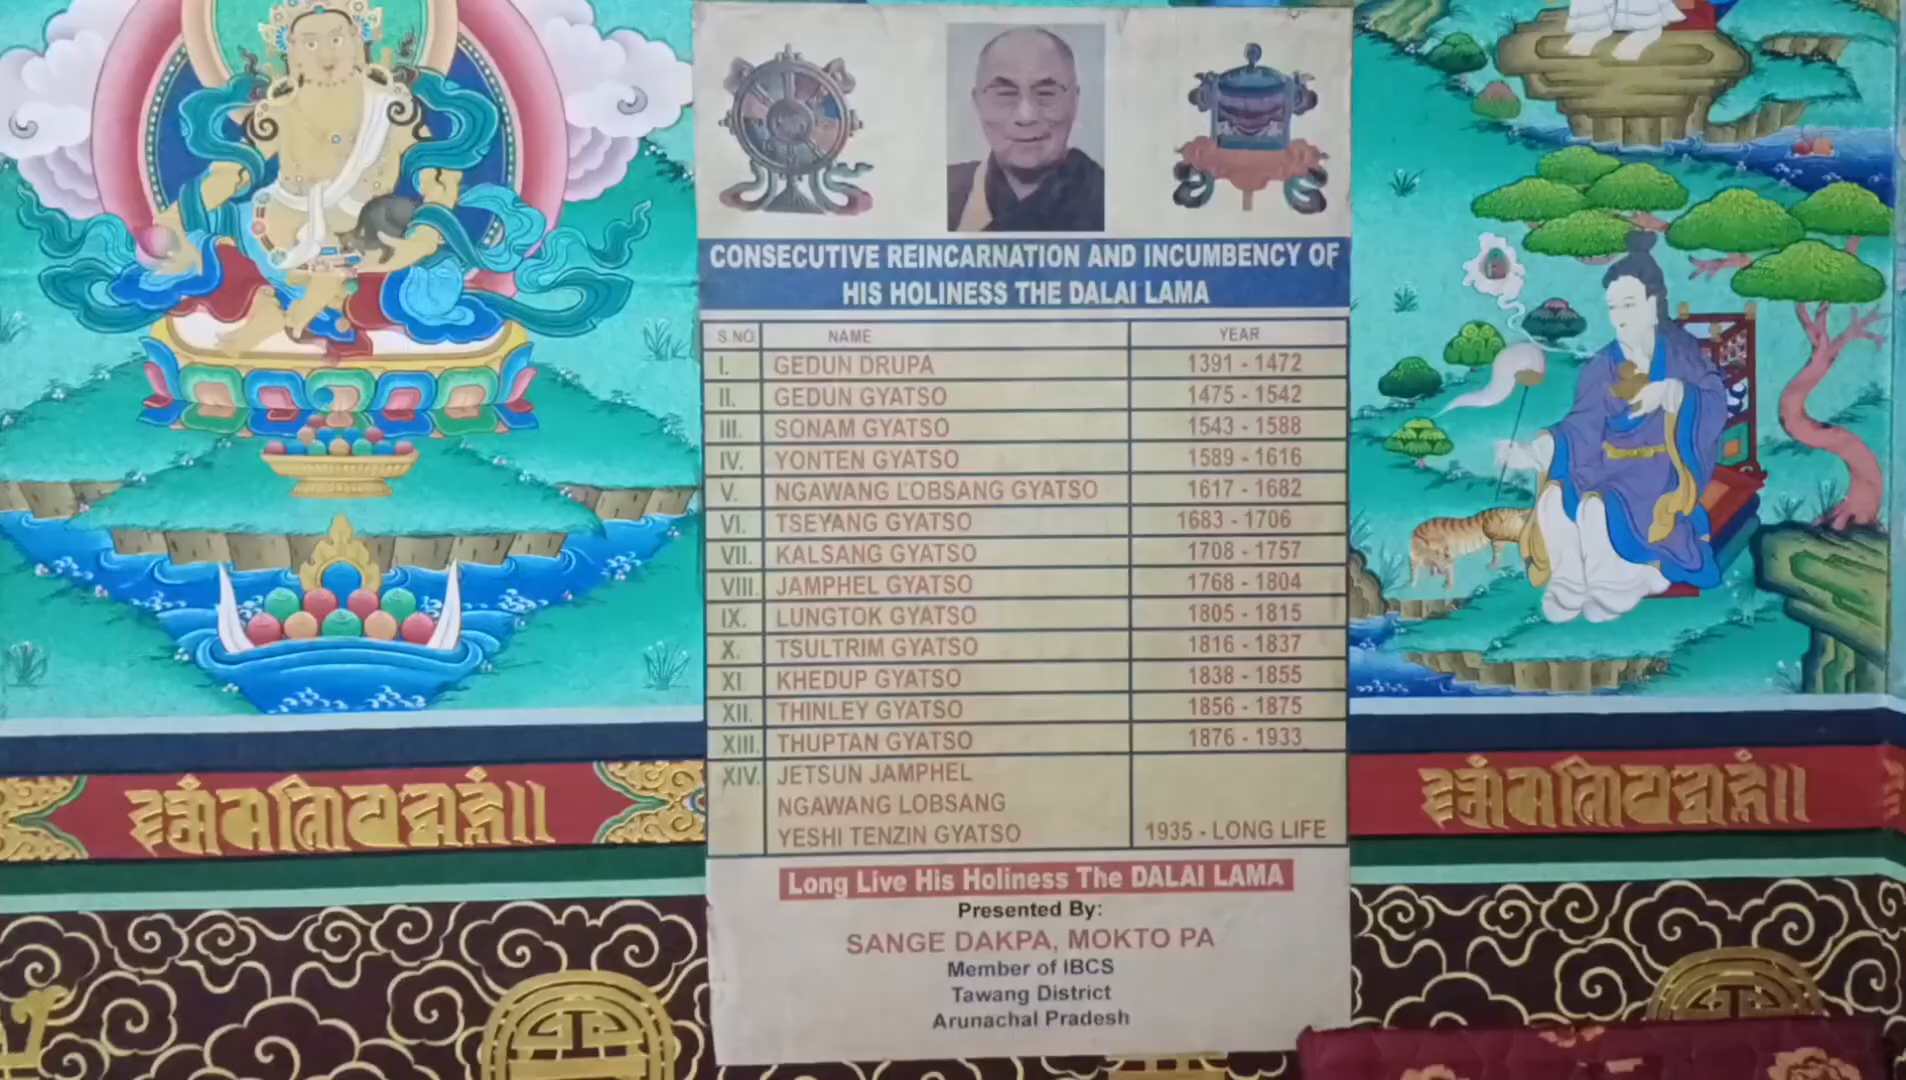 CONSECUTIVE REINCARNATION AND INCUMBENCY OF
HIS HOLINESS THE DALAI LAMA
S.NO NAME YEAR
I. GEDUN DRUPA 1391 - 1472
II. GEDUN GYATSO 1475 - 1542
III. SONAM GYATSO 1543 - 1588
IV. YONTEN GYATSO 1589 - 1616
V. NGAWANG LOBSANG GYATSO 1617 - 1682
VI. TSEYANG GYATSO 1683 - 1706
VII. KALSANG GYATSO 1708 - 1757
VIII. JAMPHEL GYATSO 1768 - 1804
IX. LUNGTOK GYATSO 1805 - 1815
X. TSULTRIM GYATSO 1816 - 1837
XI. KHEDUP GYATSO 1838 - 1855
XII. THINLEY GYATSO 1856 - 1875
XIII. THUPTAN GYATSO 1876 - 1933
XIV. JETSUN JAMPHEL
NGAWANG LOBSANG
YESHI TENZIN GYATSO 1935 - LONG LIFE
Long Live His Holiness The DALAI LAMA
Presented By:
SANGE DAKPA, MOKTO PA
Member of IBCS
Tawang District
Arunachal Pradesh